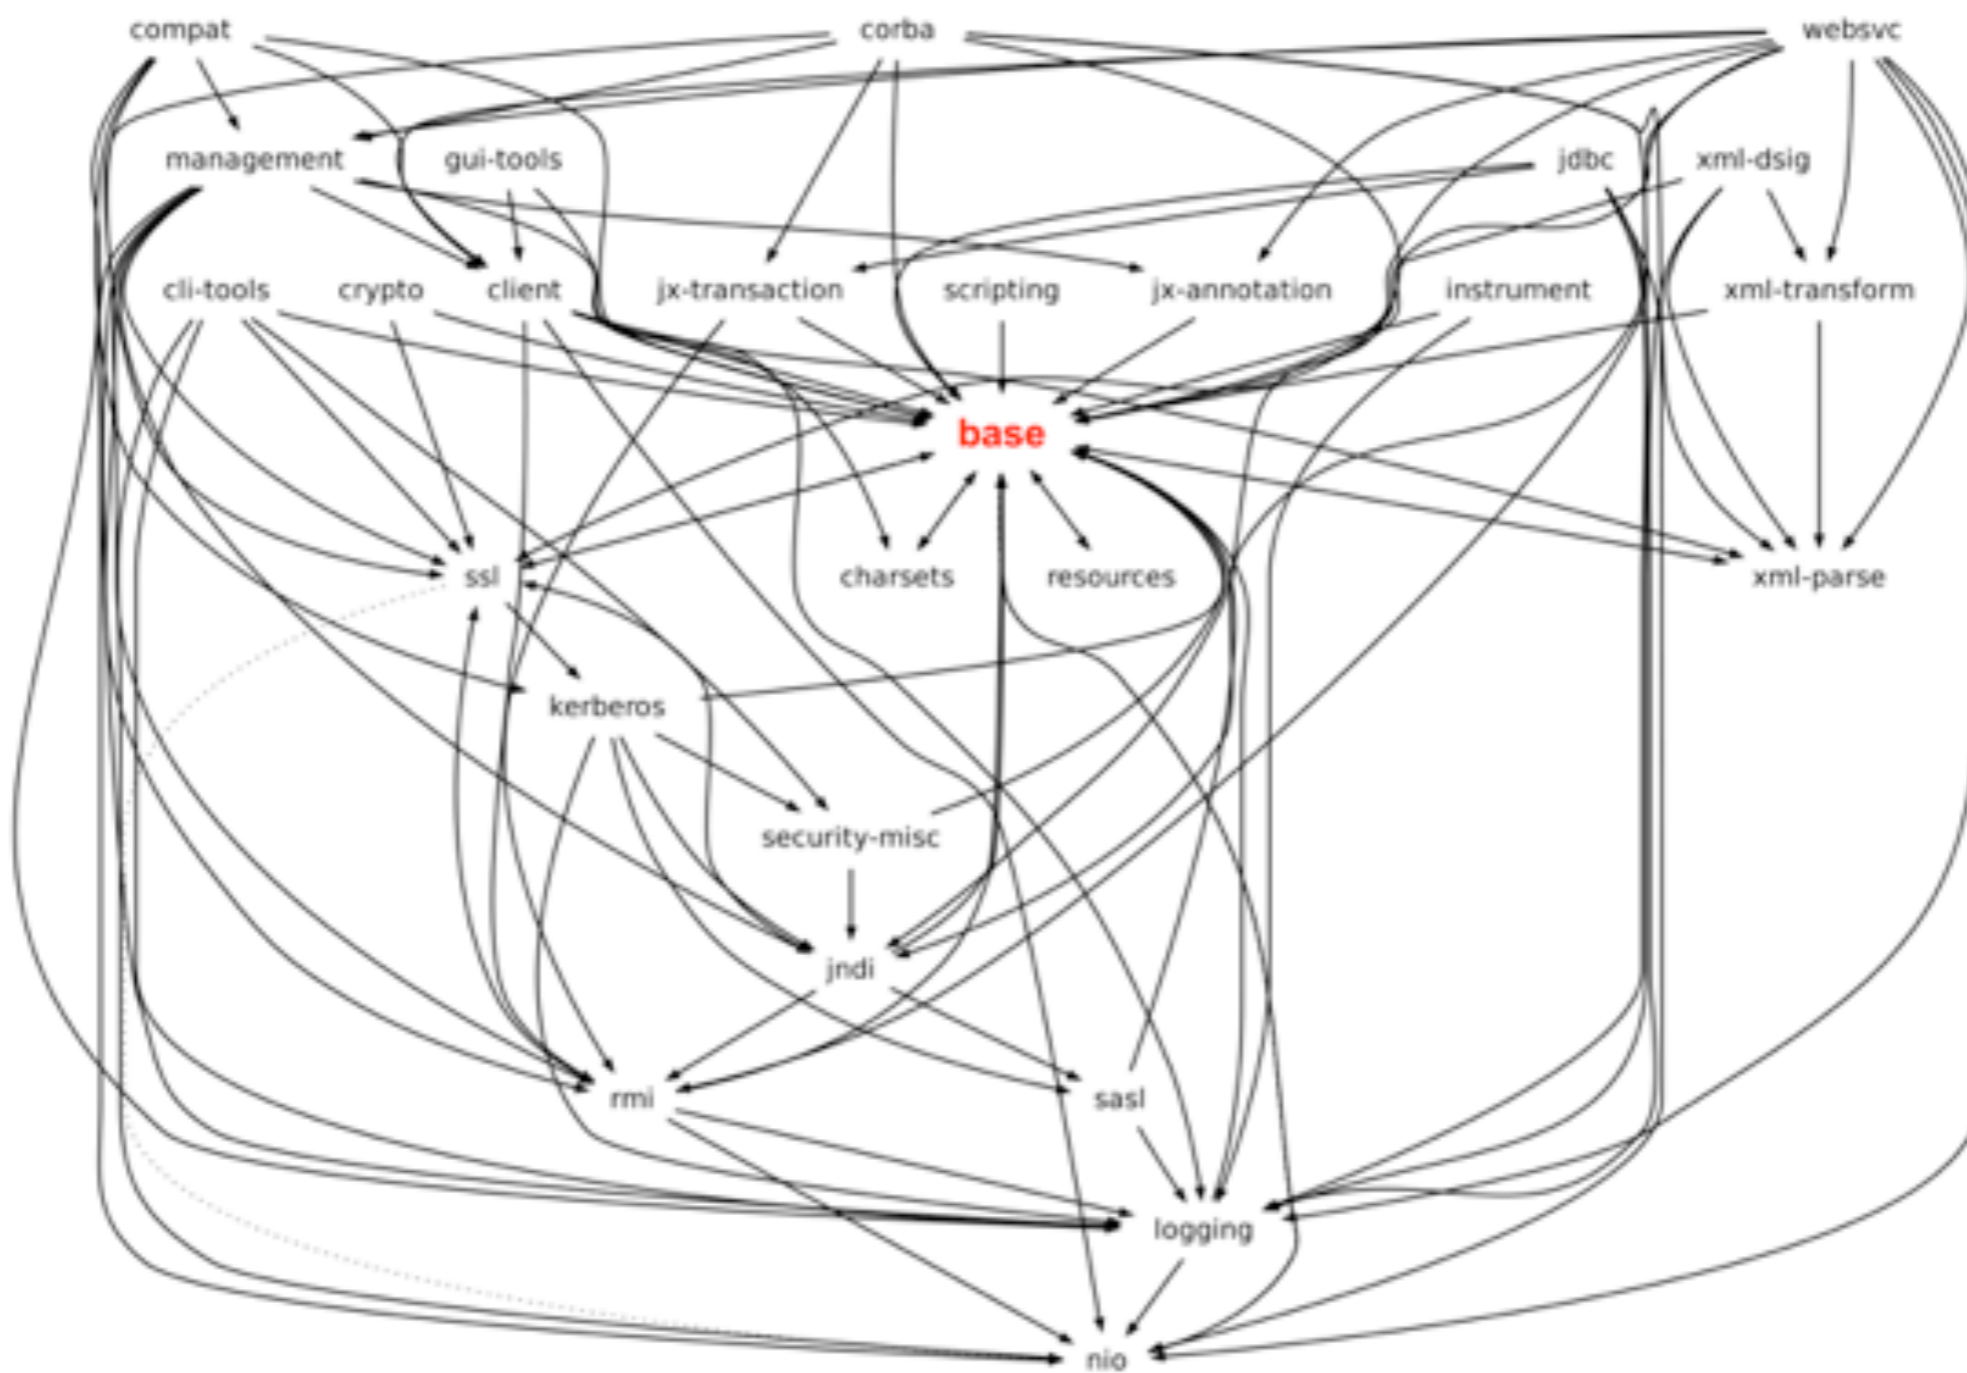 compat corba websvc
management gui-tools jdbc xml-dsig
cli-tools crypto client jx-transaction scripting jx-annotation instrument xml-transform
base
ssl charsets resources xml-parse
kerberos
security-misc
jndi
rmi sasl
logging
nio